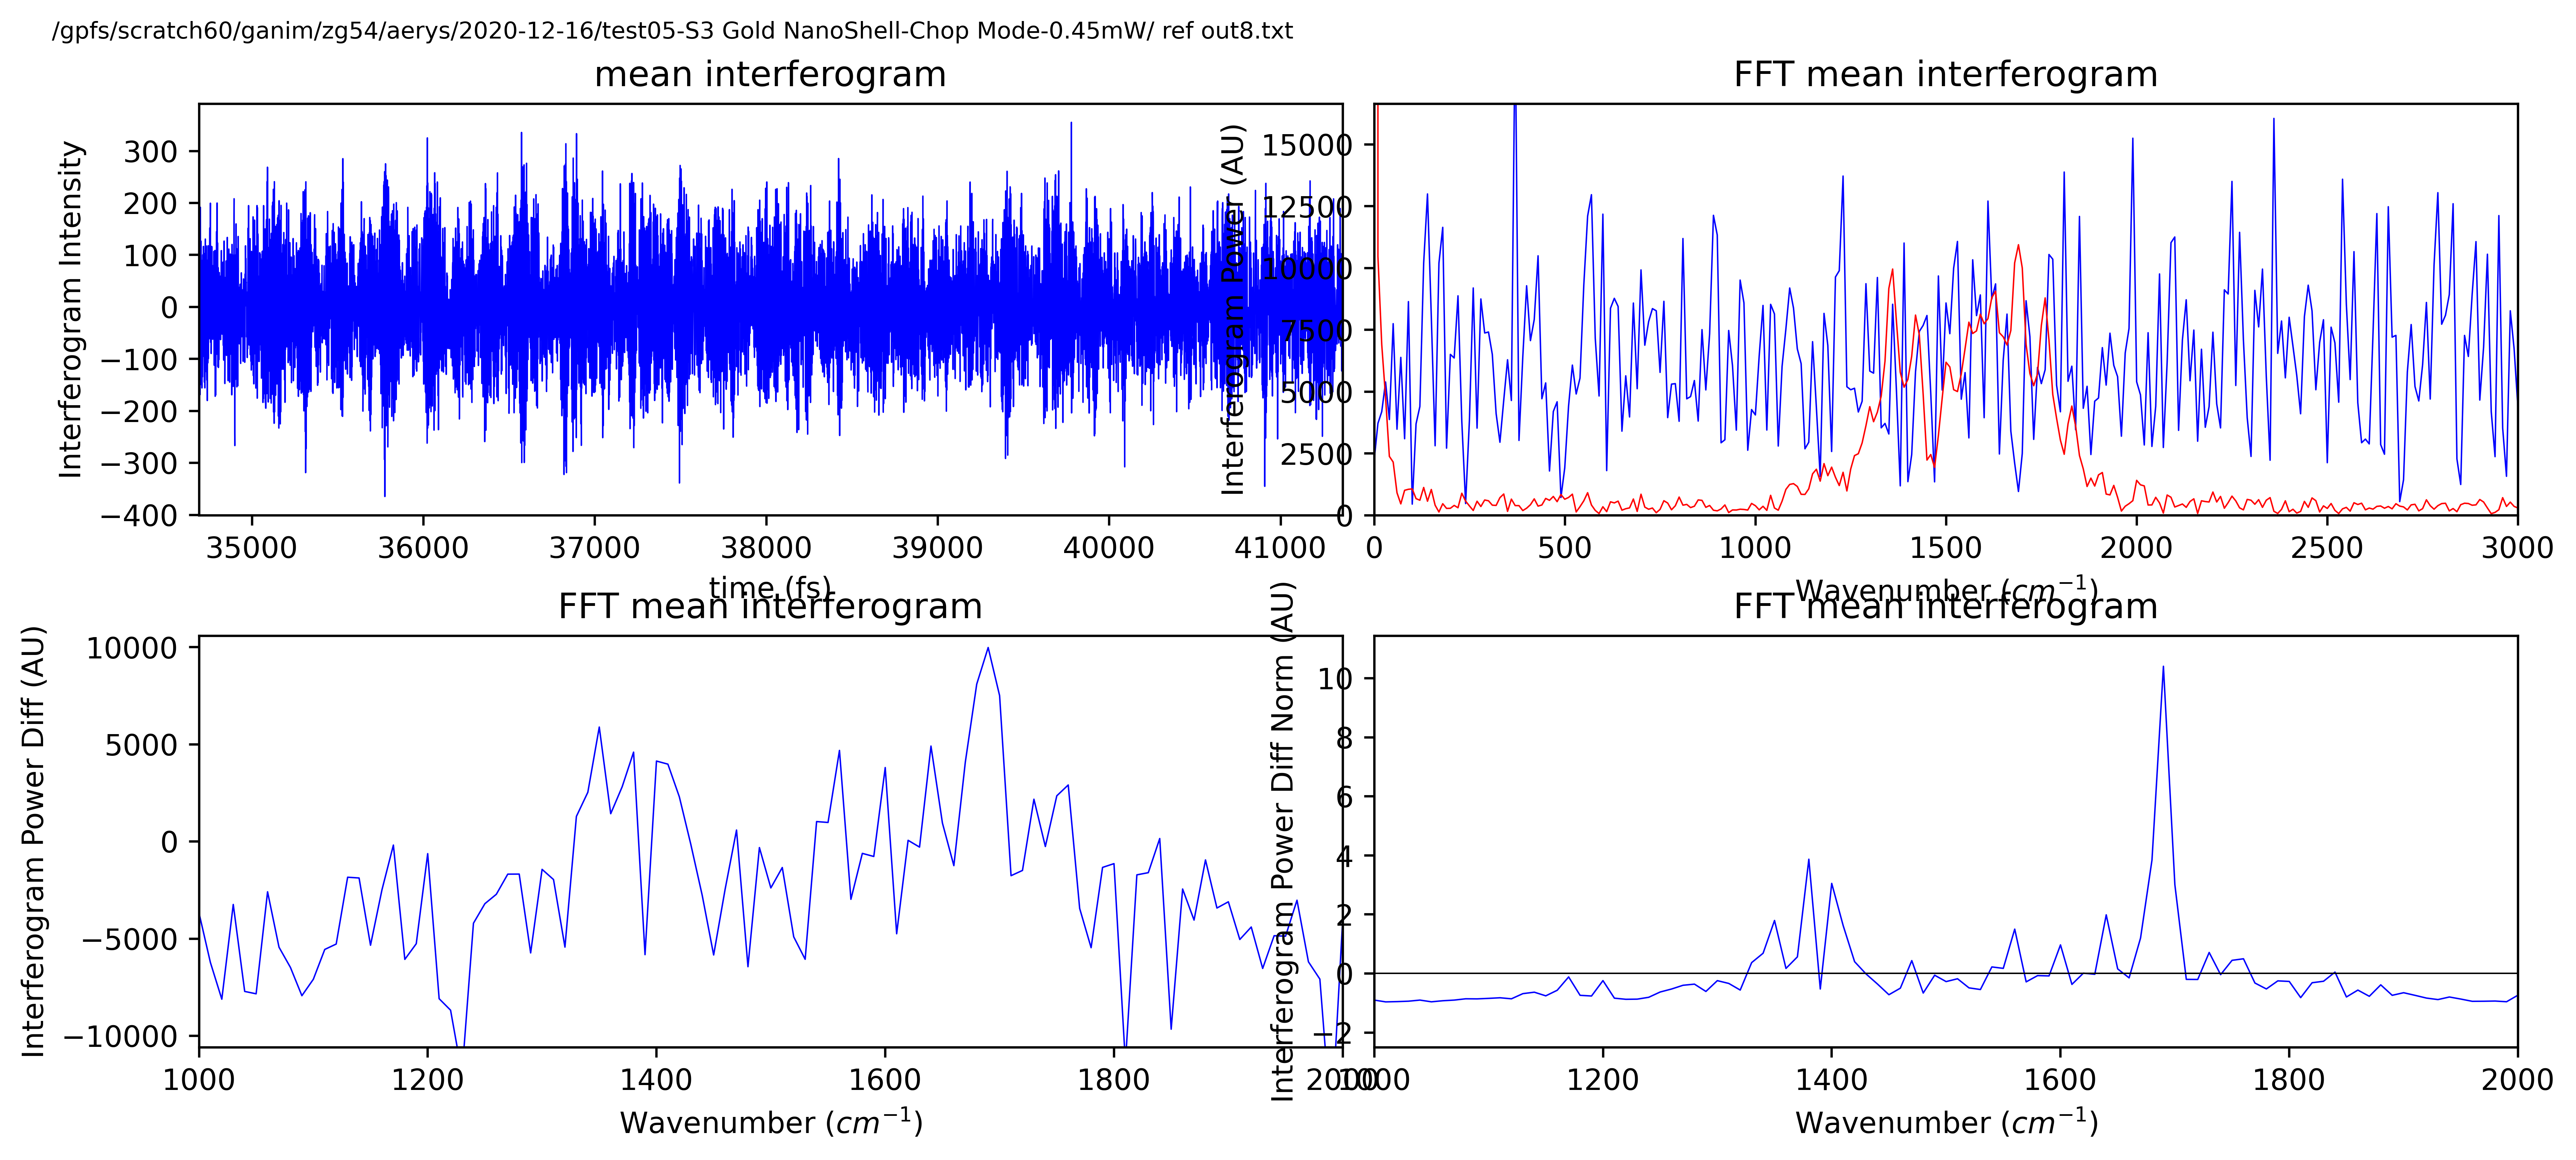 /gpfs/scratch60/ganim/zg54/aerys/2020-12-16/test05-S3 Gold NanoShell-Chop Mode-0.45mW/ ref out8.txt
mean interferogram
Interferogram Intensity
300
200
100
0
−100
−200
−300
−400
35000 36000 37000 38000 39000 40000 41000
time (fs)
FFT mean interferogram
Interferogram Power (AU)
15000
12500
10000
7500
5000
2500
0
0 500 1000 1500 2000 2500 3000
Wavenumber (cm⁻¹)
FFT mean interferogram
Interferogram Power Diff (AU)
10000
5000
0
−5000
−10000
1000 1200 1400 1600 1800 2000
Wavenumber (cm⁻¹)
FFT mean interferogram
Interferogram Power Diff Norm (AU)
10
8
6
4
2
0
−2
1000 1200 1400 1600 1800 2000
Wavenumber (cm⁻¹)